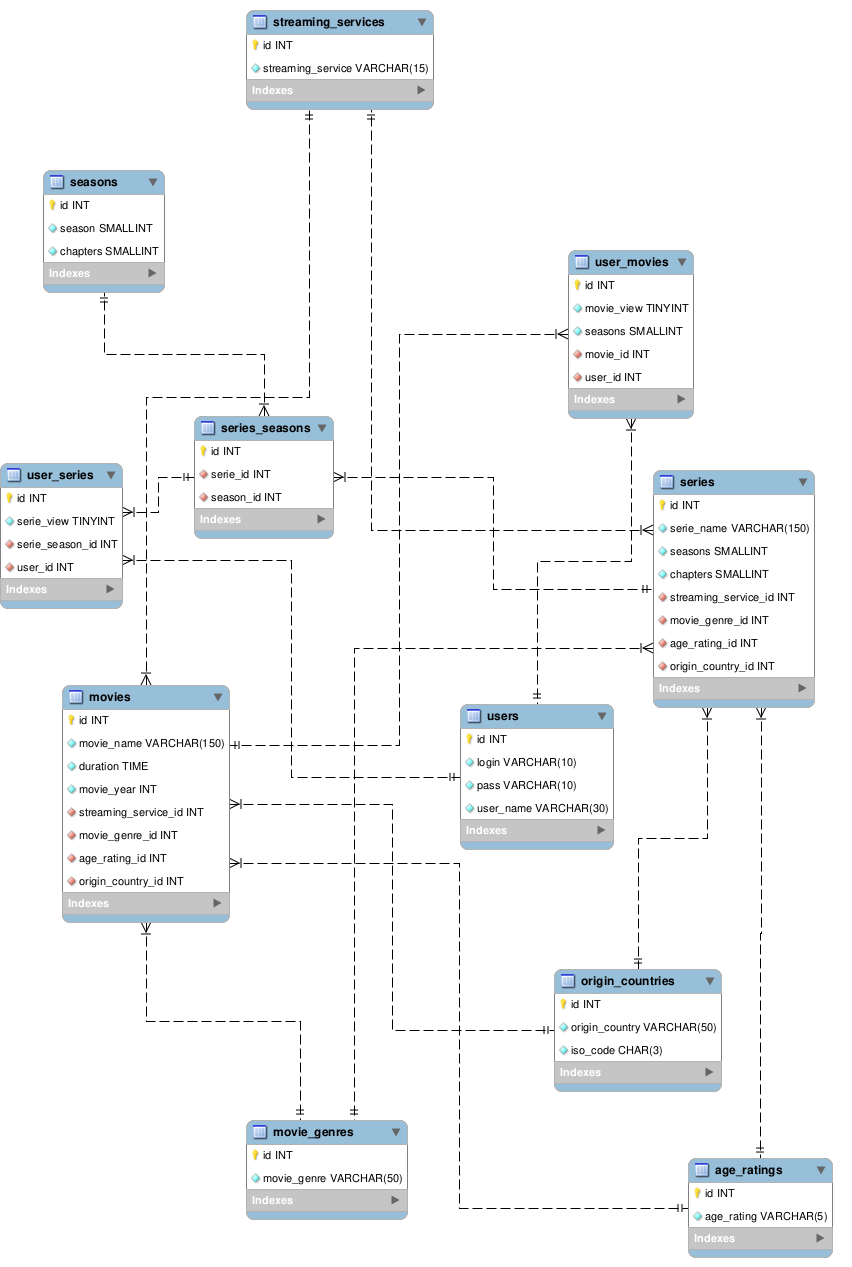 streaming_services
id INT
streaming_service VARCHAR(15)
Indexes
seasons
id INT
season SMALLINT
chapters SMALLINT
Indexes
user_movies
id INT
movie_view TINYINT
seasons SMALLINT
movie_id INT
user_id INT
Indexes
series_seasons
id INT
serie_id INT
season_id INT
Indexes
user_series
id INT
serie_view TINYINT
serie_season_id INT
user_id INT
Indexes
series
id INT
serie_name VARCHAR(150)
seasons SMALLINT
chapters SMALLINT
streaming_service_id INT
movie_genre_id INT
age_rating_id INT
origin_country_id INT
Indexes
movies
id INT
movie_name VARCHAR(150)
duration TIME
movie_year INT
streaming_service_id INT
movie_genre_id INT
age_rating_id INT
origin_country_id INT
Indexes
users
id INT
login VARCHAR(10)
pass VARCHAR(10)
user_name VARCHAR(30)
Indexes
origin_countries
id INT
origin_country VARCHAR(50)
iso_code CHAR(3)
Indexes
movie_genres
id INT
movie_genre VARCHAR(50)
Indexes
age_ratings
id INT
age_rating VARCHAR(5)
Indexes